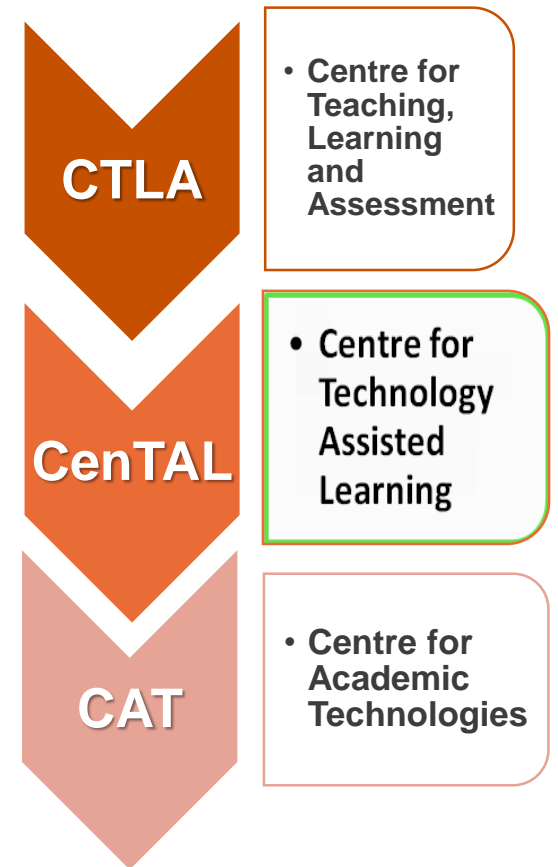 CTLA
• Centre for
Teaching,
Learning
and
Assessment
CenTAL
• Centre for
Technology
Assisted
Learning
CAT
• Centre for
Academic
Technologies